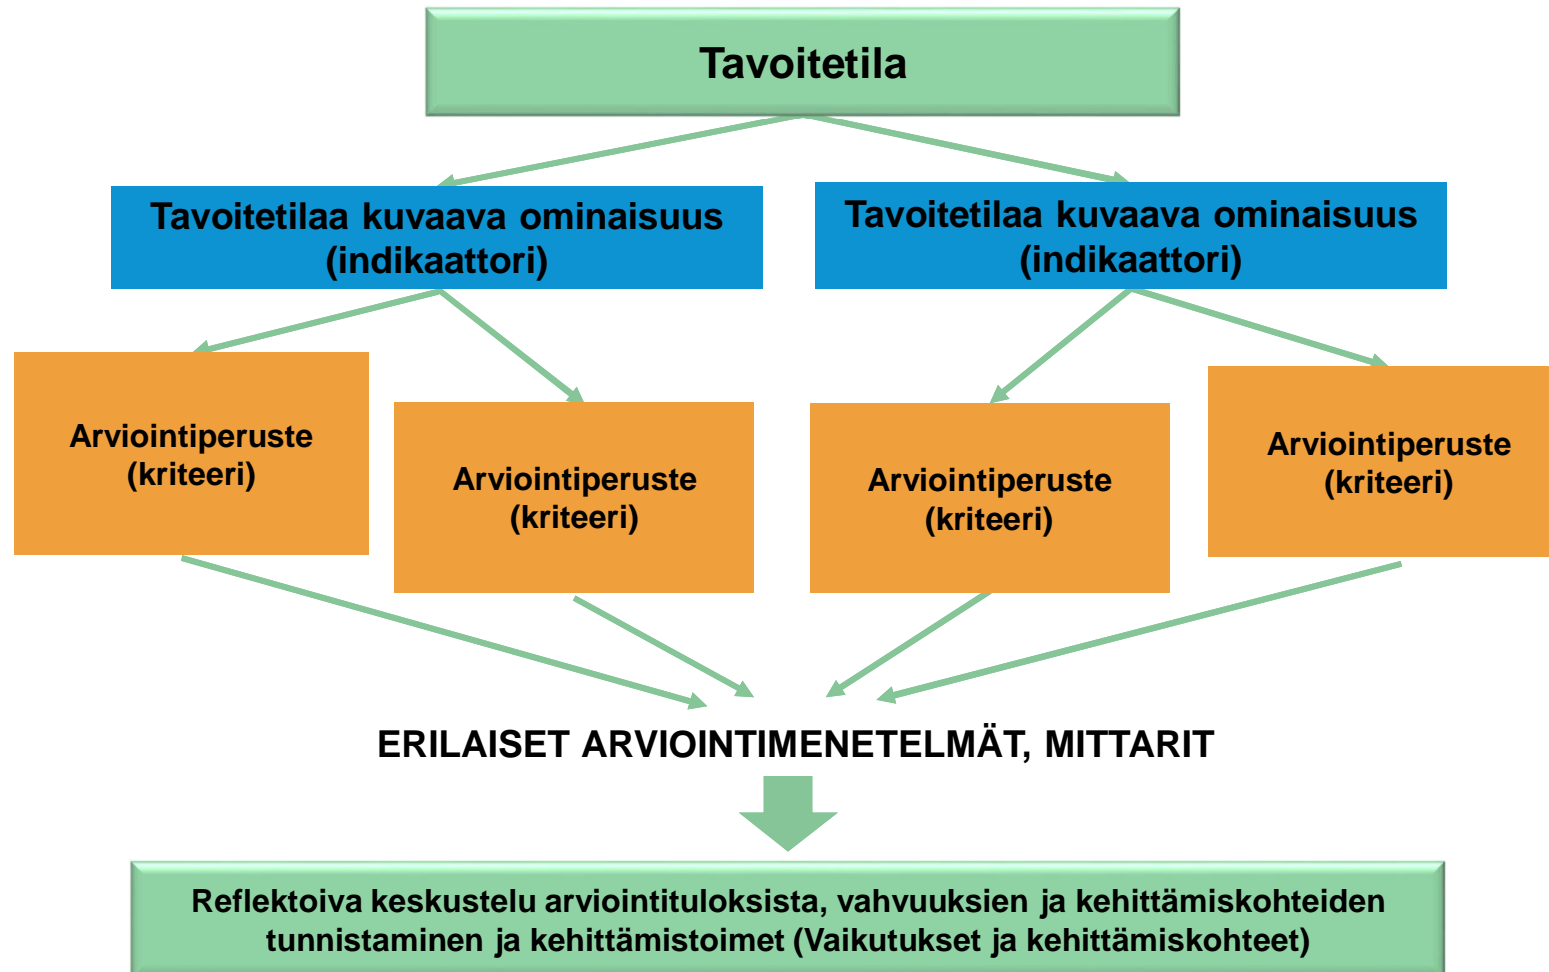 Tavoitetila
Tavoitetilaa kuvaava ominaisuus
(indikaattori)
Tavoitetilaa kuvaava ominaisuus
(indikaattori)
Arviointiperuste
(kriteeri)
Arviointiperuste
(kriteeri)
Arviointiperuste
(kriteeri)
Arviointiperuste
(kriteeri)
ERILAISET ARVIOINTIMENETELMÄT, MITTARIT
Reflektoiva keskustelu arviointituloksista, vahvuuksien ja kehittämiskohteiden
tunnistaminen ja kehittämistoimet (Vaikutukset ja kehittämiskohteet)